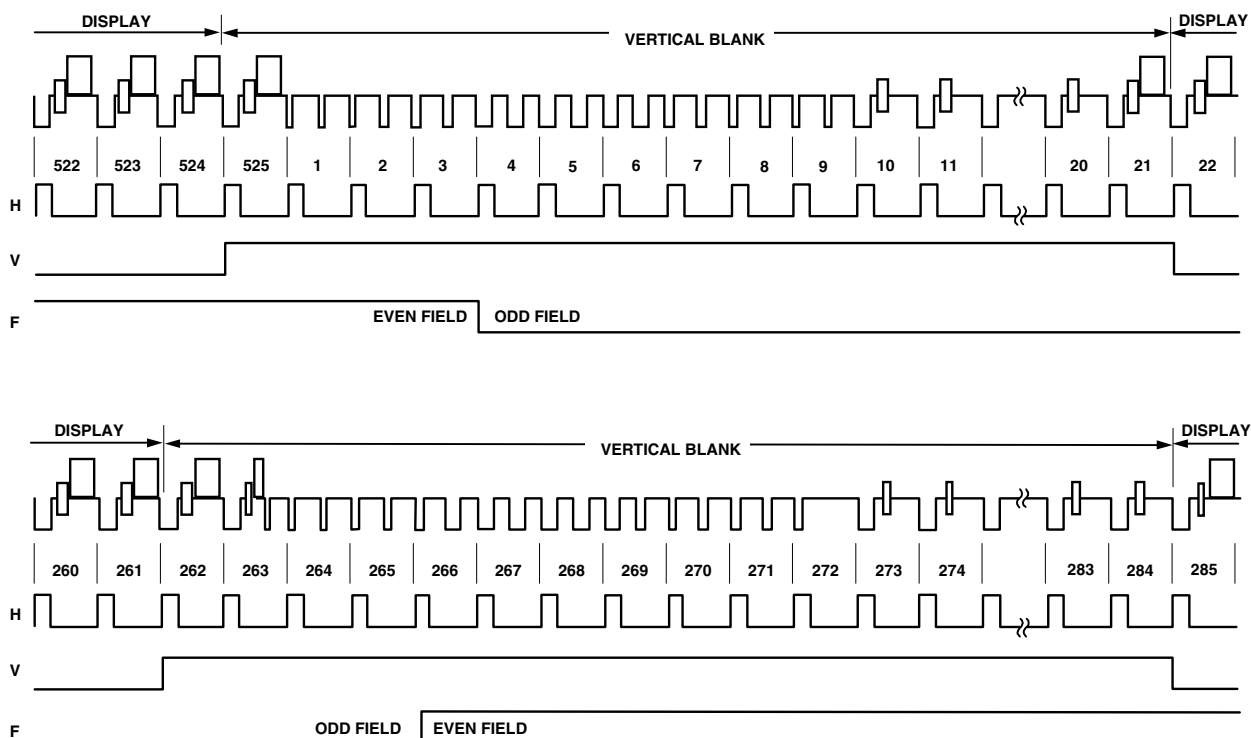 DISPLAY VERTICAL BLANK DISPLAY
522 523 524 525 1 2 3 4 5 6 7 8 9 10 11 20 21 22
H
V
F EVEN FIELD ODD FIELD
DISPLAY VERTICAL BLANK DISPLAY
260 261 262 263 264 265 266 267 268 269 270 271 272 273 274 283 284 285
H
V
F ODD FIELD EVEN FIELD